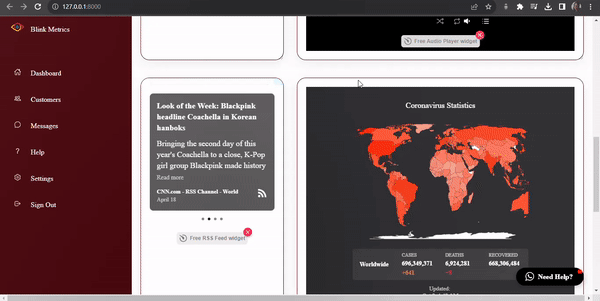 127.0.0.1:8000
Blink Metrics
Dashboard
Customers
Messages
Help
Settings
Sign Out
Free Audio Player widget
Look of the Week: Blackpink
headline Coachella in Korean
hanboks
Bringing the second day of this
year's Coachella to a close, K-Pop
girl group Blackpink made history
Read more
CNN.com - RSS Channel - World
April 18
Free RSS Feed widget
Coronavirus Statistics
CASES DEATHS RECOVERED
Worldwide 696,349,371 6,924,281 668,306,484
Updated:
Need Help?